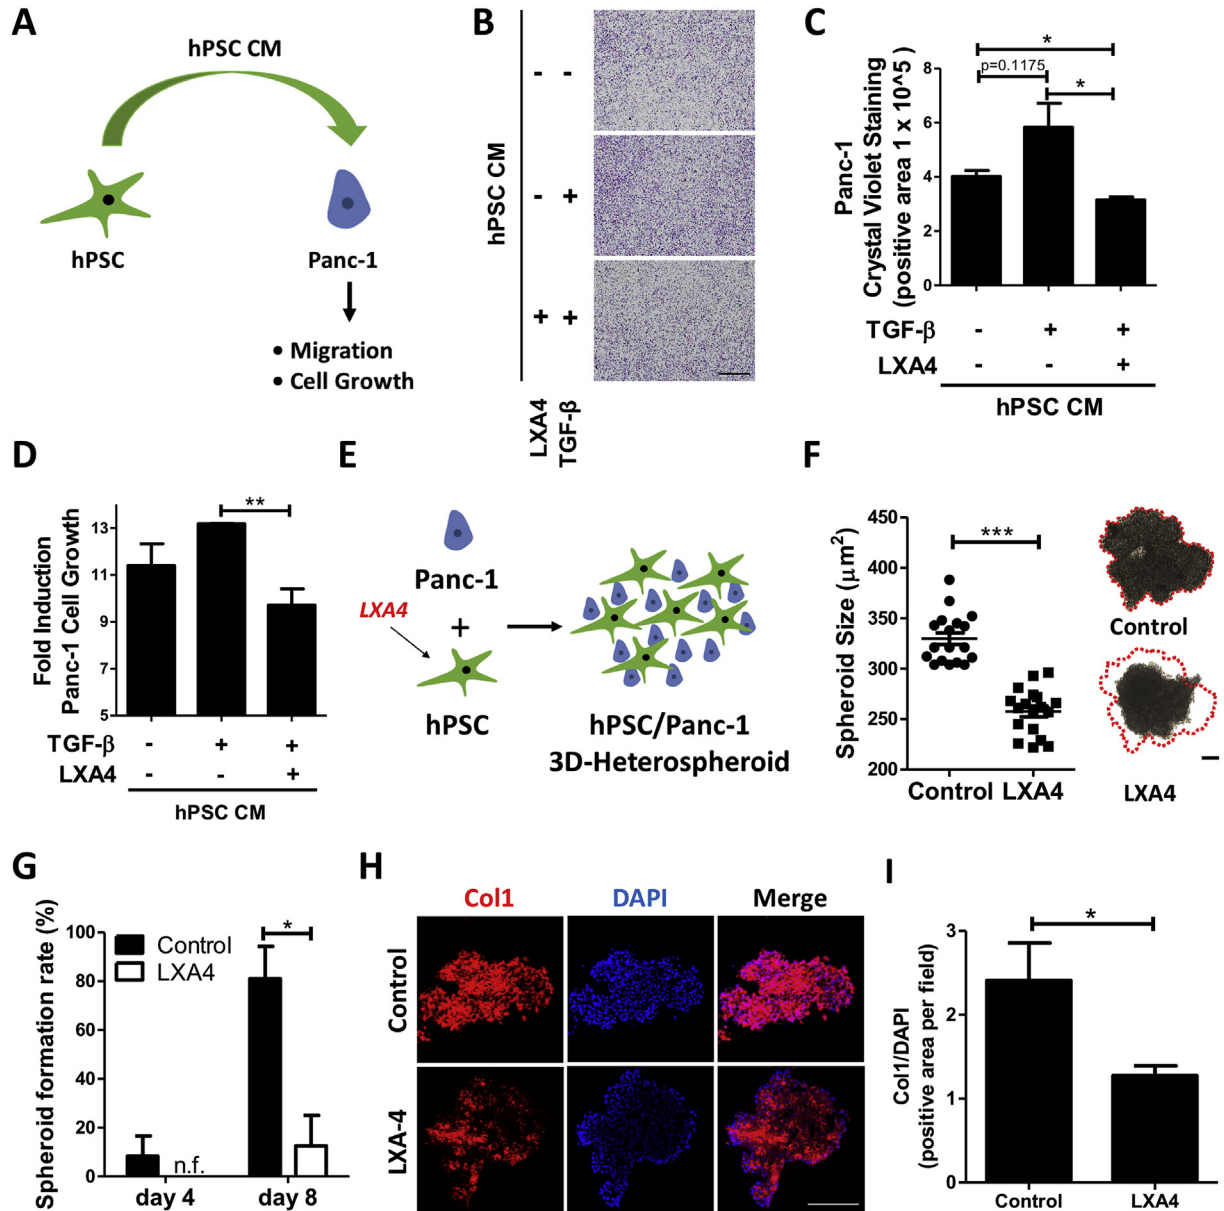 A
hPSC CM
hPSC
Panc-1
• Migration
• Cell Growth
B
hPSC CM
- -
- +
+ +
LXA4
TGF-β
C
Panc-1
Crystal Violet Staining
(positive area 1 x 10^5)
8
6
4
2
0
*
p=0.1175
*
TGF-β - + +
LXA4 - - +
hPSC CM
D
Fold Induction
Panc-1 Cell Growth
13
11
9
7
5
**
TGF-β - + +
LXA4 - - +
hPSC CM
E
Panc-1
LXA4
+
hPSC
hPSC/Panc-1
3D-Heterospheroid
F
Spheroid Size (μm²)
450
400
350
300
250
200
***
Control LXA4
Control
LXA4
G
Spheroid formation rate (%)
100
80
60
40
20
0
Control
LXA4
*
n.f.
day 4 day 8
H
Col1 DAPI Merge
Control
LXA-4
I
Col1/DAPI
(positive area per field)
3
2
1
0
*
Control LXA4